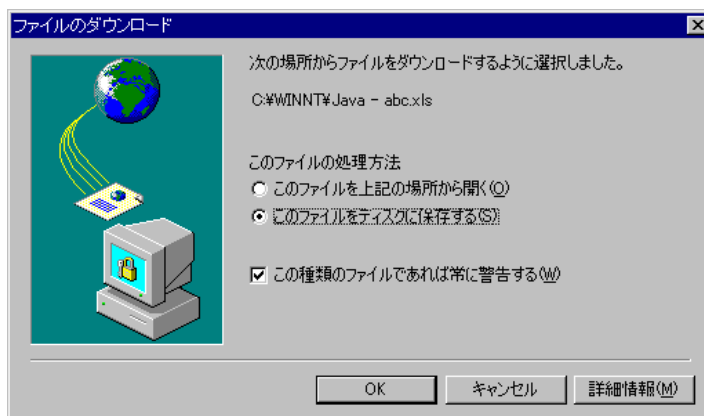 ファイルのダウンロード
次の場所からファイルをダウンロードするように選択しました。
C:¥WINNT¥Java - abc.xls
このファイルの処理方法
このファイルを上記の場所から開く(O)
このファイルをディスクに保存する(S)
この種類のファイルであれば常に警告する(W)
OK
キャンセル
詳細情報(M)